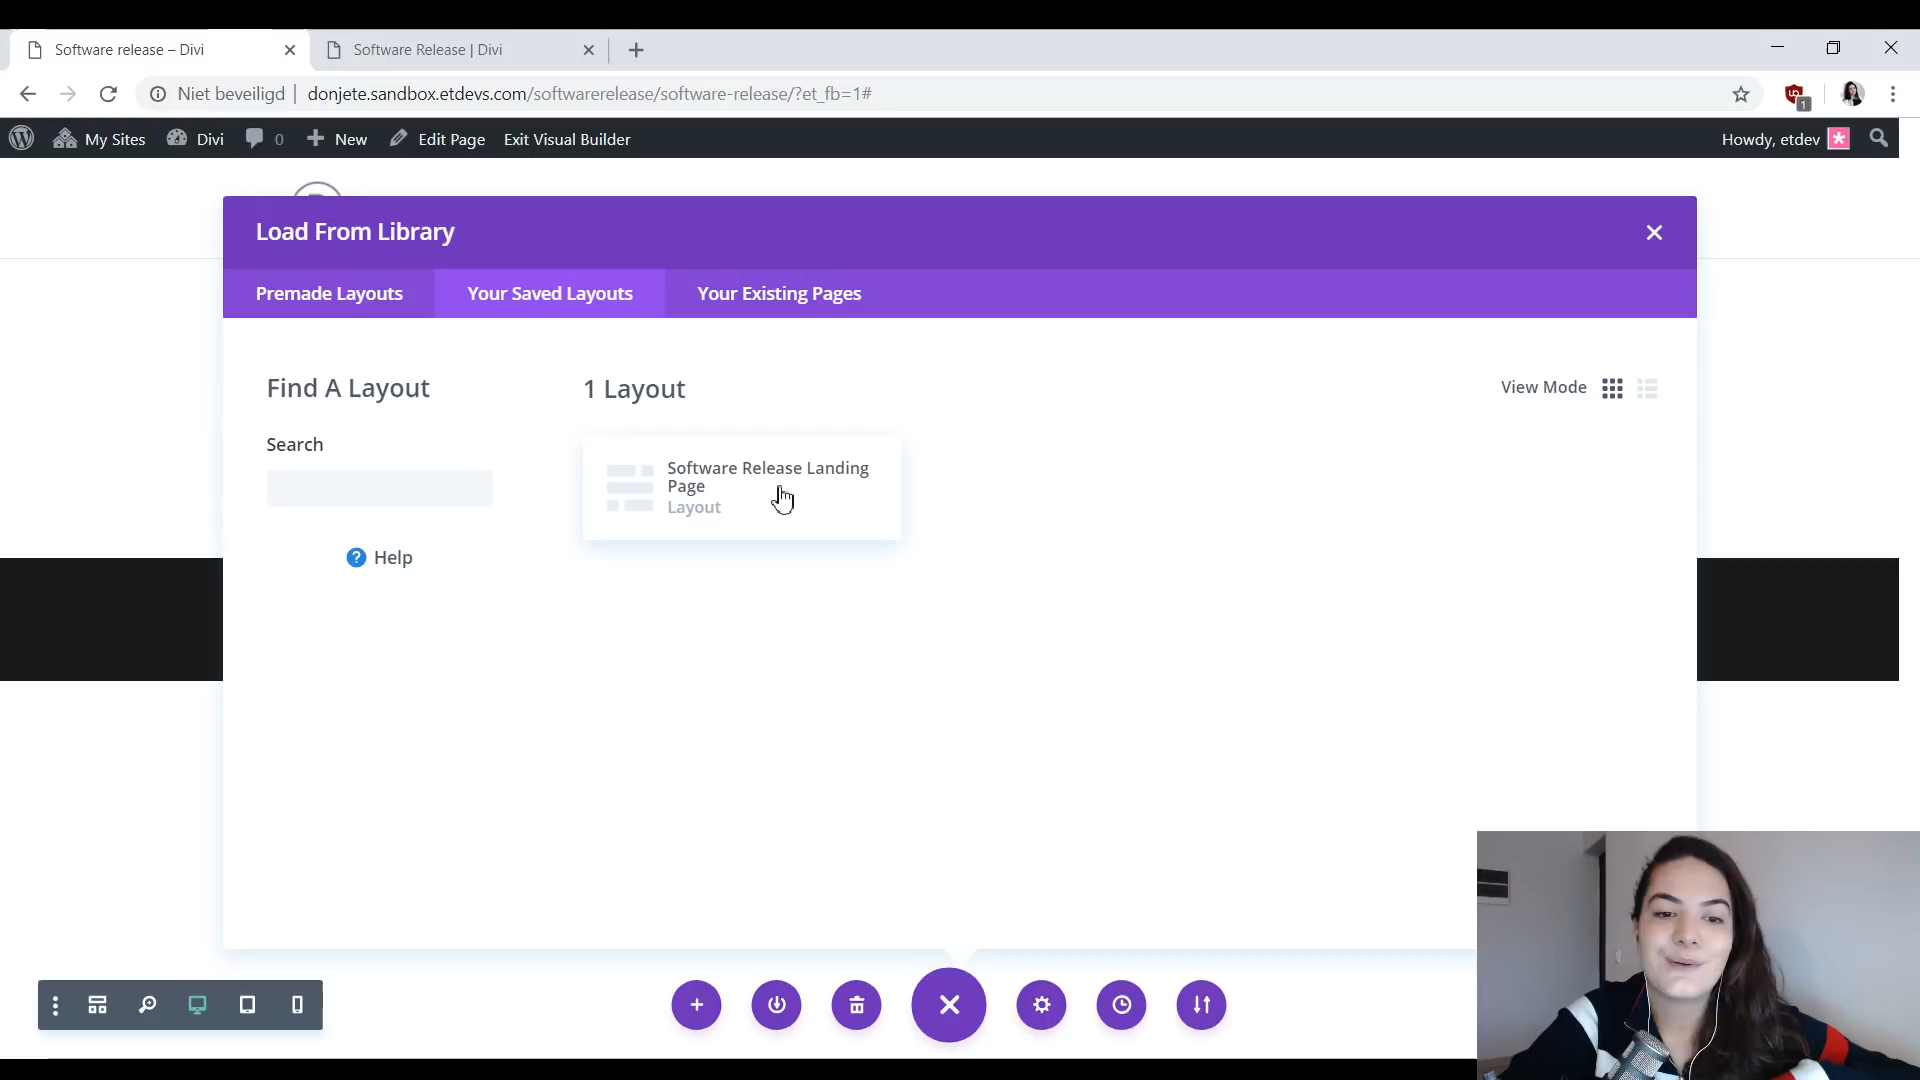 Software release – Divi
Software Release | Divi
Niet beveiligd
donjete.sandbox.etdevs.com/softwarerelease/software-release/?et_fb=1#
1
My Sites
Divi
0
New
Edit Page
Exit Visual Builder
Howdy, etdev
Load From Library
Premade Layouts
Your Saved Layouts
Your Existing Pages
Find A Layout
1 Layout
View Mode
Search
Software Release Landing
Page
Layout
? Help